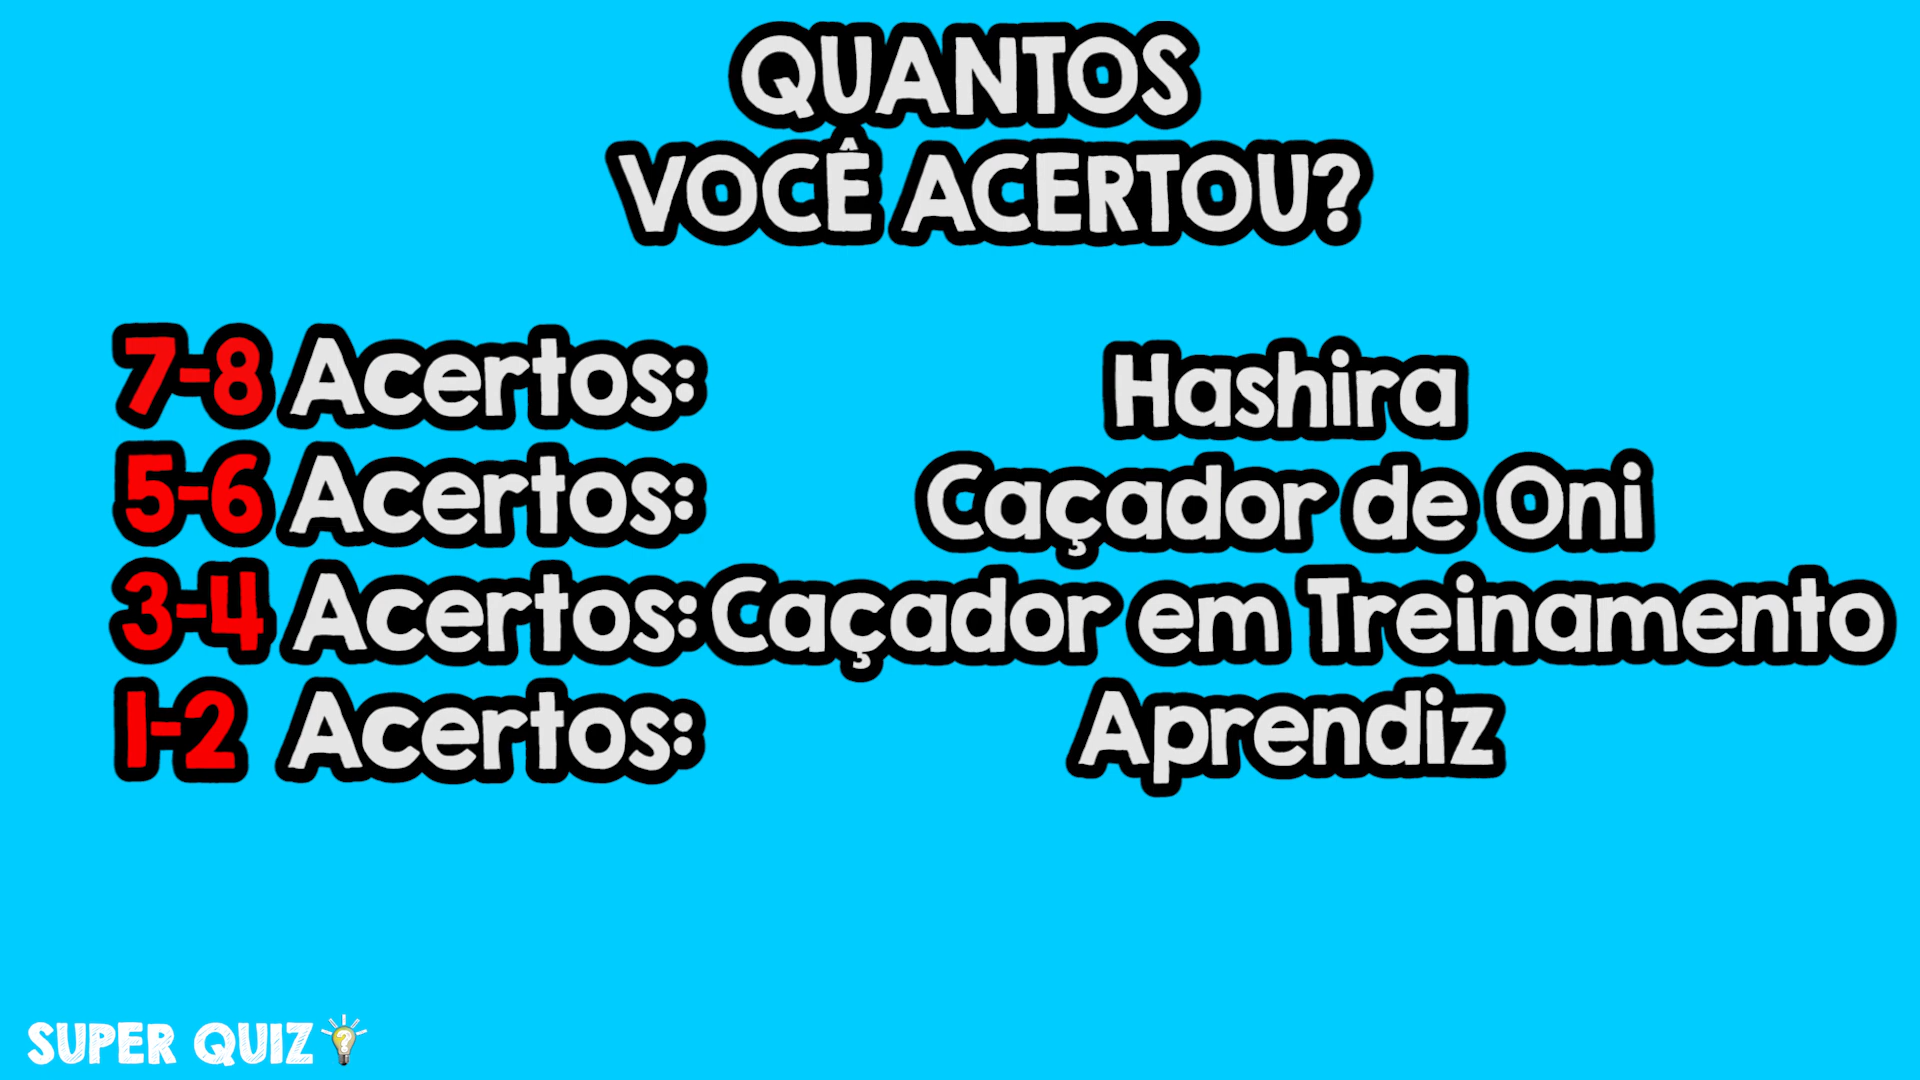 QUANTOS
VOCÊ ACERTOU?
7-8 Acertos: Hashira
5-6 Acertos: Caçador de Oni
3-4 Acertos: Caçador em Treinamento
1-2 Acertos: Aprendiz
SUPER QUIZ ?